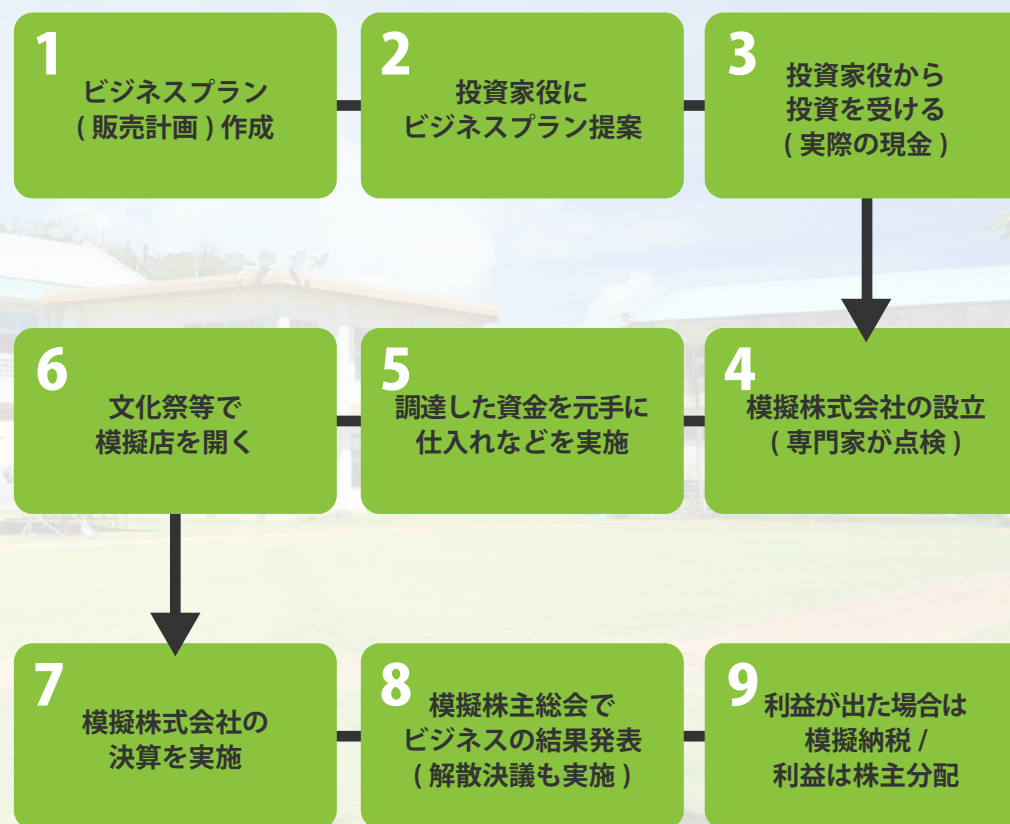 1
ビジネスプラン
( 販売計画 ) 作成
2
投資家役に
ビジネスプラン提案
3
投資家役から
投資を受ける
( 実際の現金 )
4
模擬株式会社の設立
( 専門家が点検 )
5
調達した資金を元手に
仕入れなどを実施
6
文化祭等で
模擬店を開く
7
模擬株式会社の
決算を実施
8
模擬株主総会で
ビジネスの結果発表
( 解散決議も実施 )
9
利益が出た場合は
模擬納税 /
利益は株主分配